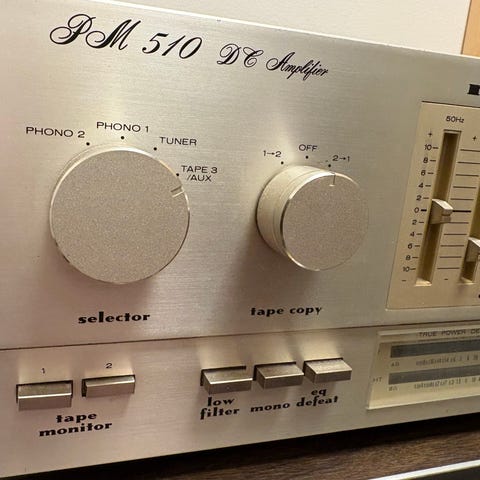 PM 510 DC Amplifier
50Hz
PHONO 2
PHONO 1
TUNER
TAPE 3
/AUX
1→2
OFF
2→1
+
10
8
6
4
2
0
2
4
6
8
10
-
selector
tape copy
TRUE POWER
1
2
tape
monitor
low
filter
mono
eq
defeat